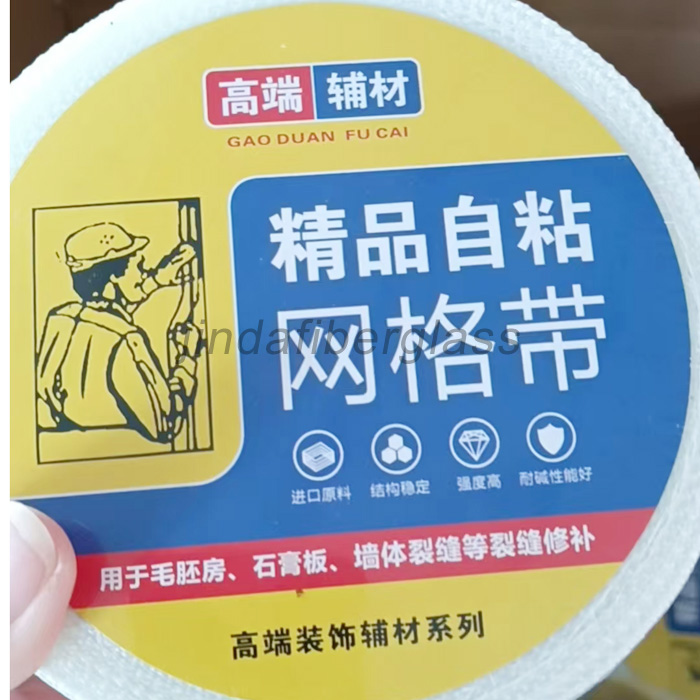 高端 辅材
GAO DUAN FU CAI
精品自粘
网格带
jindafiberglass
进口原料 结构稳定 强度高 耐碱性能好
用于毛胚房、石膏板、墙体裂缝等裂缝修补
高端装饰辅材系列